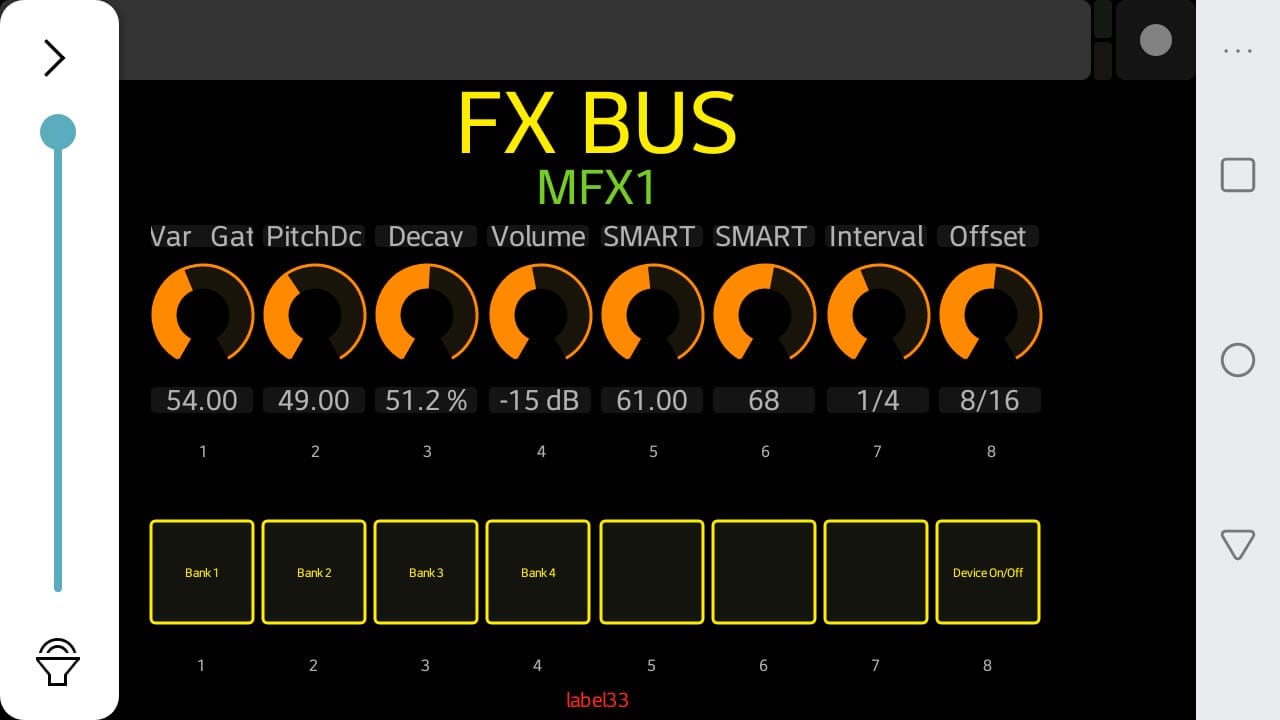 FX BUS
MFX1
Var Gat PitchDc Decay Volume SMART SMART Interval Offset
54.00 49.00 51.2 % -15 dB 61.00 68 1/4 8/16
1 2 3 4 5 6 7 8
Bank 1 Bank 2 Bank 3 Bank 4 Device On/Off
1 2 3 4 5 6 7 8
label33